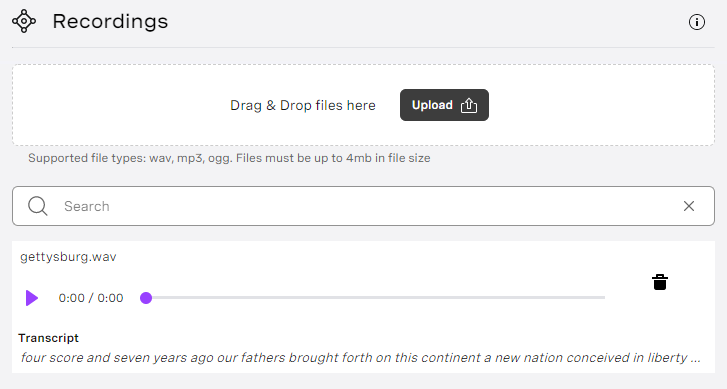 Recordings
Drag & Drop files here
Upload
Supported file types: wav, mp3, ogg. Files must be up to 4mb in file size
Search
gettysburg.wav
0:00 / 0:00
Transcript
four score and seven years ago our fathers brought forth on this continent a new nation conceived in liberty ...